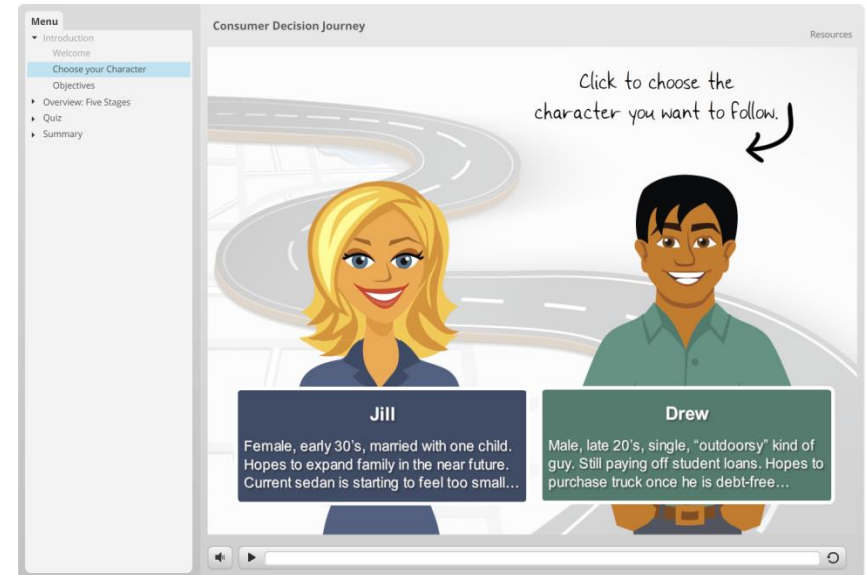 Menu
Introduction
Welcome
Choose your Character
Objectives
Overview: Five Stages
Quiz
Summary
Consumer Decision Journey
Resources
Click to choose the
character you want to follow.
Jill
Female, early 30's, married with one child.
Hopes to expand family in the near future.
Current sedan is starting to feel too small...
Drew
Male, late 20's, single, “outdoorsy” kind of
guy. Still paying off student loans. Hopes to
purchase truck once he is debt-free...